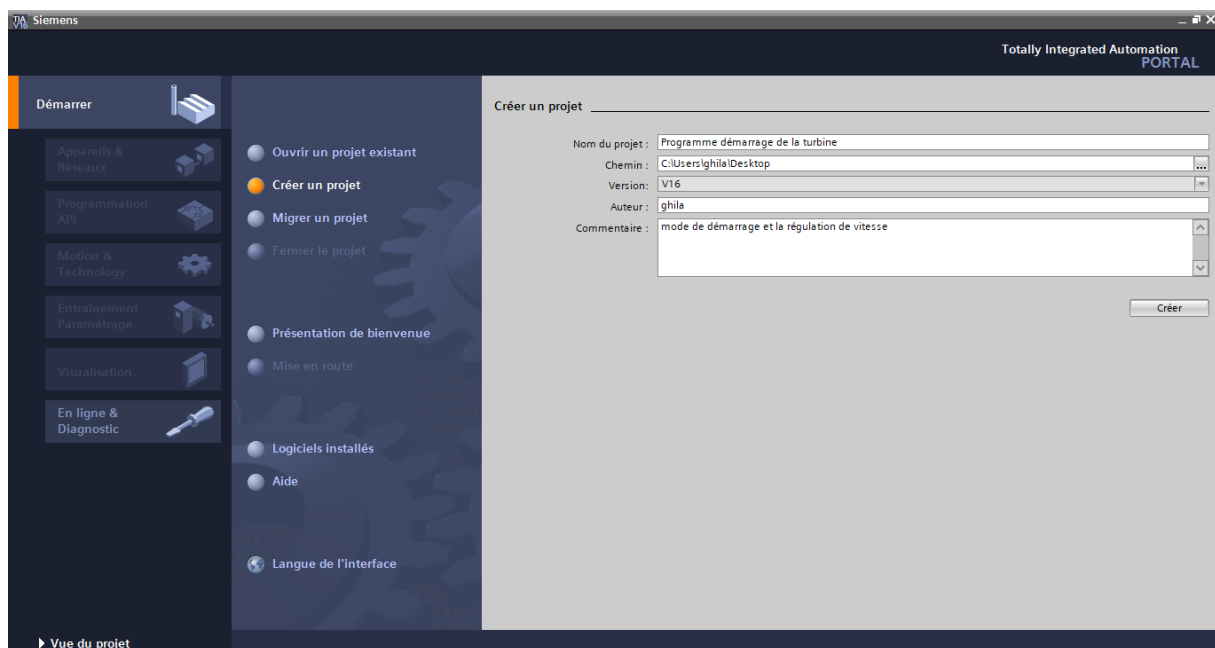 TIA V16 Siemens
Totally Integrated Automation
PORTAL
Démarrer
Appareils &
Réseaux
Programmation
API
Motion &
Technology
Entraînement
Paramétrage
Visualisation
En ligne &
Diagnostic
Vue du projet
Ouvrir un projet existant
Créer un projet
Migrer un projet
Fermer le projet
Présentation de bienvenue
Mise en route
Logiciels installés
Aide
Langue de l'interface
Créer un projet
Nom du projet : Programme démarrage de la turbine
Chemin : C:\Users\ghila\Desktop ...
Version: V16
Auteur : ghila
Commentaire : mode de démarrage et la régulation de vitesse
Créer